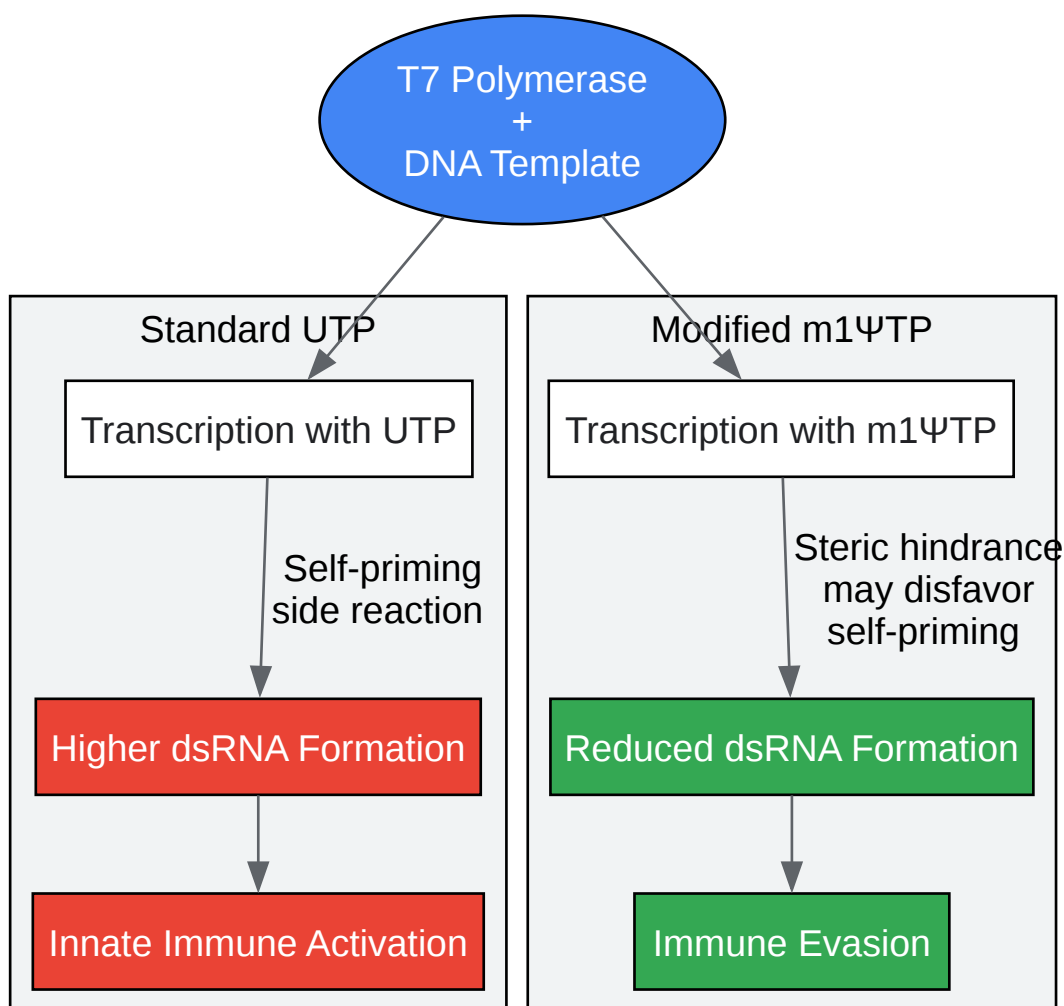 T7 Polymerase
+
DNA Template
Standard UTP
Transcription with UTP
Self-priming
side reaction
Higher dsRNA Formation
Innate Immune Activation
Modified m1ΨTP
Transcription with m1ΨTP
Steric hindrance
may disfavor
self-priming
Reduced dsRNA Formation
Immune Evasion